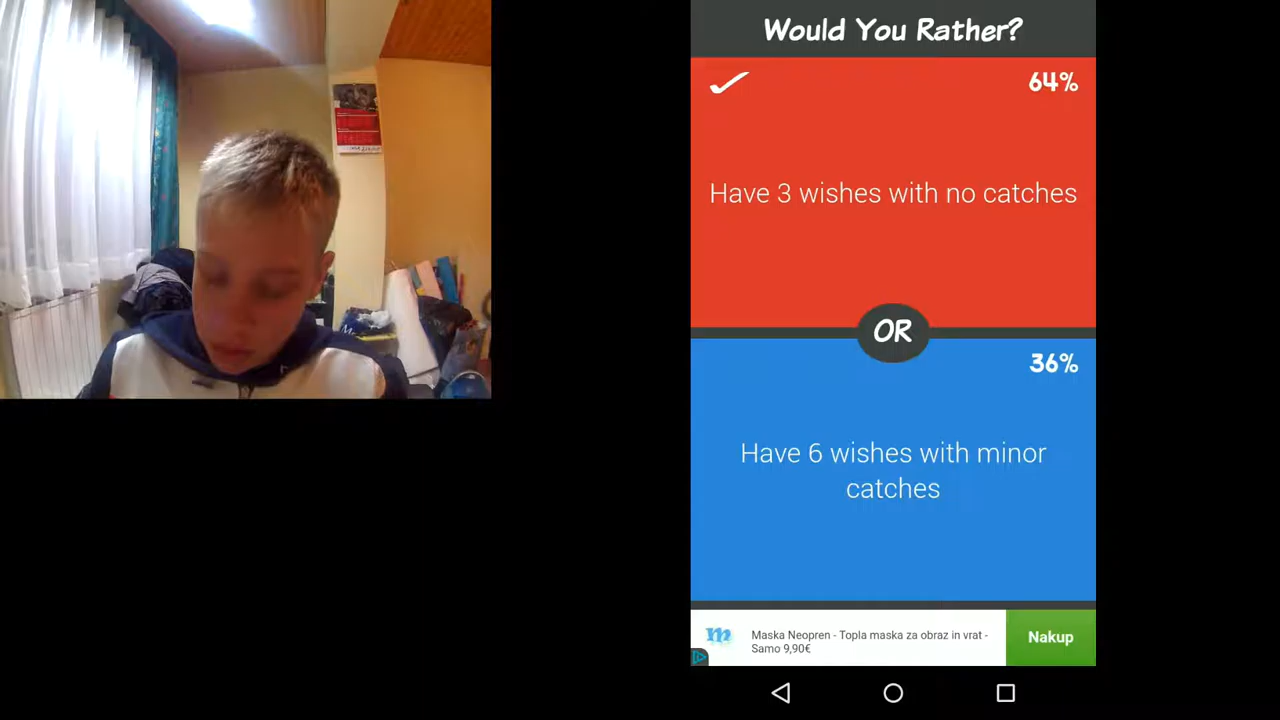 Would You Rather?
64%
Have 3 wishes with no catches
OR
36%
Have 6 wishes with minor
catches
Maska Neopren - Topla maska za obraz in vrat -
Samo 9,90€
Nakup